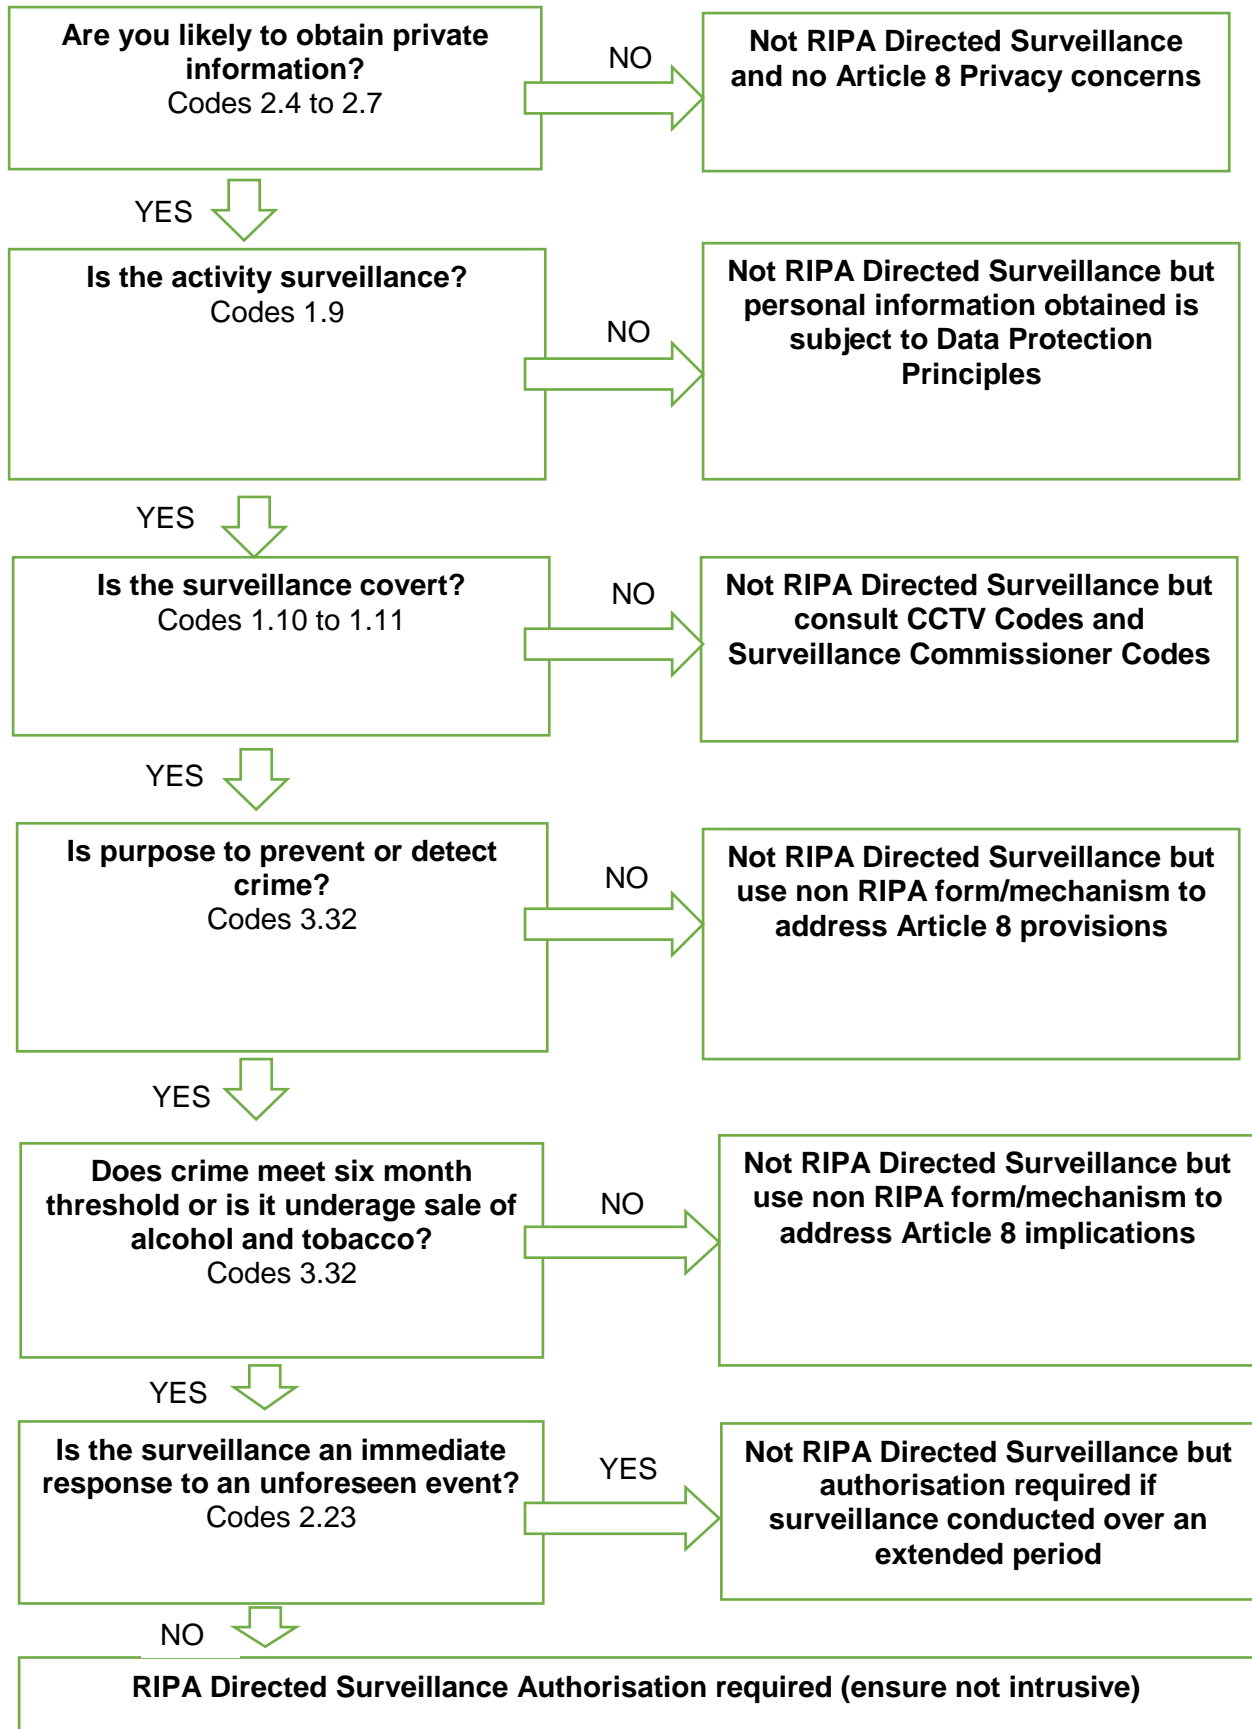 Are you likely to obtain private
information?
Codes 2.4 to 2.7
NO
Not RIPA Directed Surveillance
and no Article 8 Privacy concerns
YES
Is the activity surveillance?
Codes 1.9
NO
Not RIPA Directed Surveillance but
personal information obtained is
subject to Data Protection
Principles
YES
Is the surveillance covert?
Codes 1.10 to 1.11
NO
Not RIPA Directed Surveillance but
consult CCTV Codes and
Surveillance Commissioner Codes
YES
Is purpose to prevent or detect
crime?
Codes 3.32
NO
Not RIPA Directed Surveillance but
use non RIPA form/mechanism to
address Article 8 provisions
YES
Does crime meet six month
threshold or is it underage sale of
alcohol and tobacco?
Codes 3.32
NO
Not RIPA Directed Surveillance but
use non RIPA form/mechanism to
address Article 8 implications
YES
Is the surveillance an immediate
response to an unforeseen event?
Codes 2.23
YES
Not RIPA Directed Surveillance but
authorisation required if
surveillance conducted over an
extended period
NO
RIPA Directed Surveillance Authorisation required (ensure not intrusive)